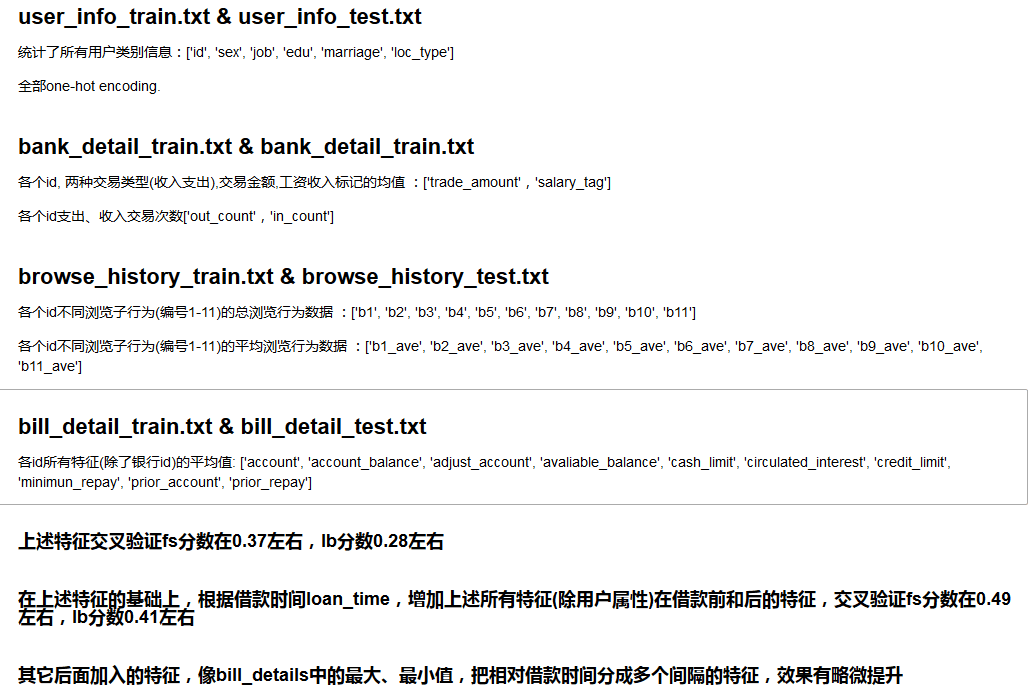 user_info_train.txt & user_info_test.txt
统计了所有用户类别信息：['id', 'sex', 'job', 'edu', 'marriage', 'loc_type']
全部one-hot encoding.
bank_detail_train.txt & bank_detail_train.txt
各个id, 两种交易类型(收入支出),交易金额,工资收入标记的均值 ：['trade_amount'，'salary_tag']
各个id支出、收入交易次数['out_count'，'in_count']
browse_history_train.txt & browse_history_test.txt
各个id不同浏览子行为(编号1-11)的总浏览行为数据 ：['b1', 'b2', 'b3', 'b4', 'b5', 'b6', 'b7', 'b8', 'b9', 'b10', 'b11']
各个id不同浏览子行为(编号1-11)的平均浏览行为数据 ：['b1_ave', 'b2_ave', 'b3_ave', 'b4_ave', 'b5_ave', 'b6_ave', 'b7_ave', 'b8_ave', 'b9_ave', 'b10_ave',
'b11_ave']
bill_detail_train.txt & bill_detail_test.txt
各id所有特征(除了银行id)的平均值: ['account', 'account_balance', 'adjust_account', 'avaliable_balance', 'cash_limit', 'circulated_interest', 'credit_limit',
'minimun_repay', 'prior_account', 'prior_repay']
上述特征交叉验证fs分数在0.37左右，lb分数0.28左右
在上述特征的基础上，根据借款时间loan_time，增加上述所有特征(除用户属性)在借款前和后的特征，交叉验证fs分数在0.49
左右，lb分数0.41左右
其它后面加入的特征，像bill_details中的最大、最小值，把相对借款时间分成多个间隔的特征，效果有略微提升